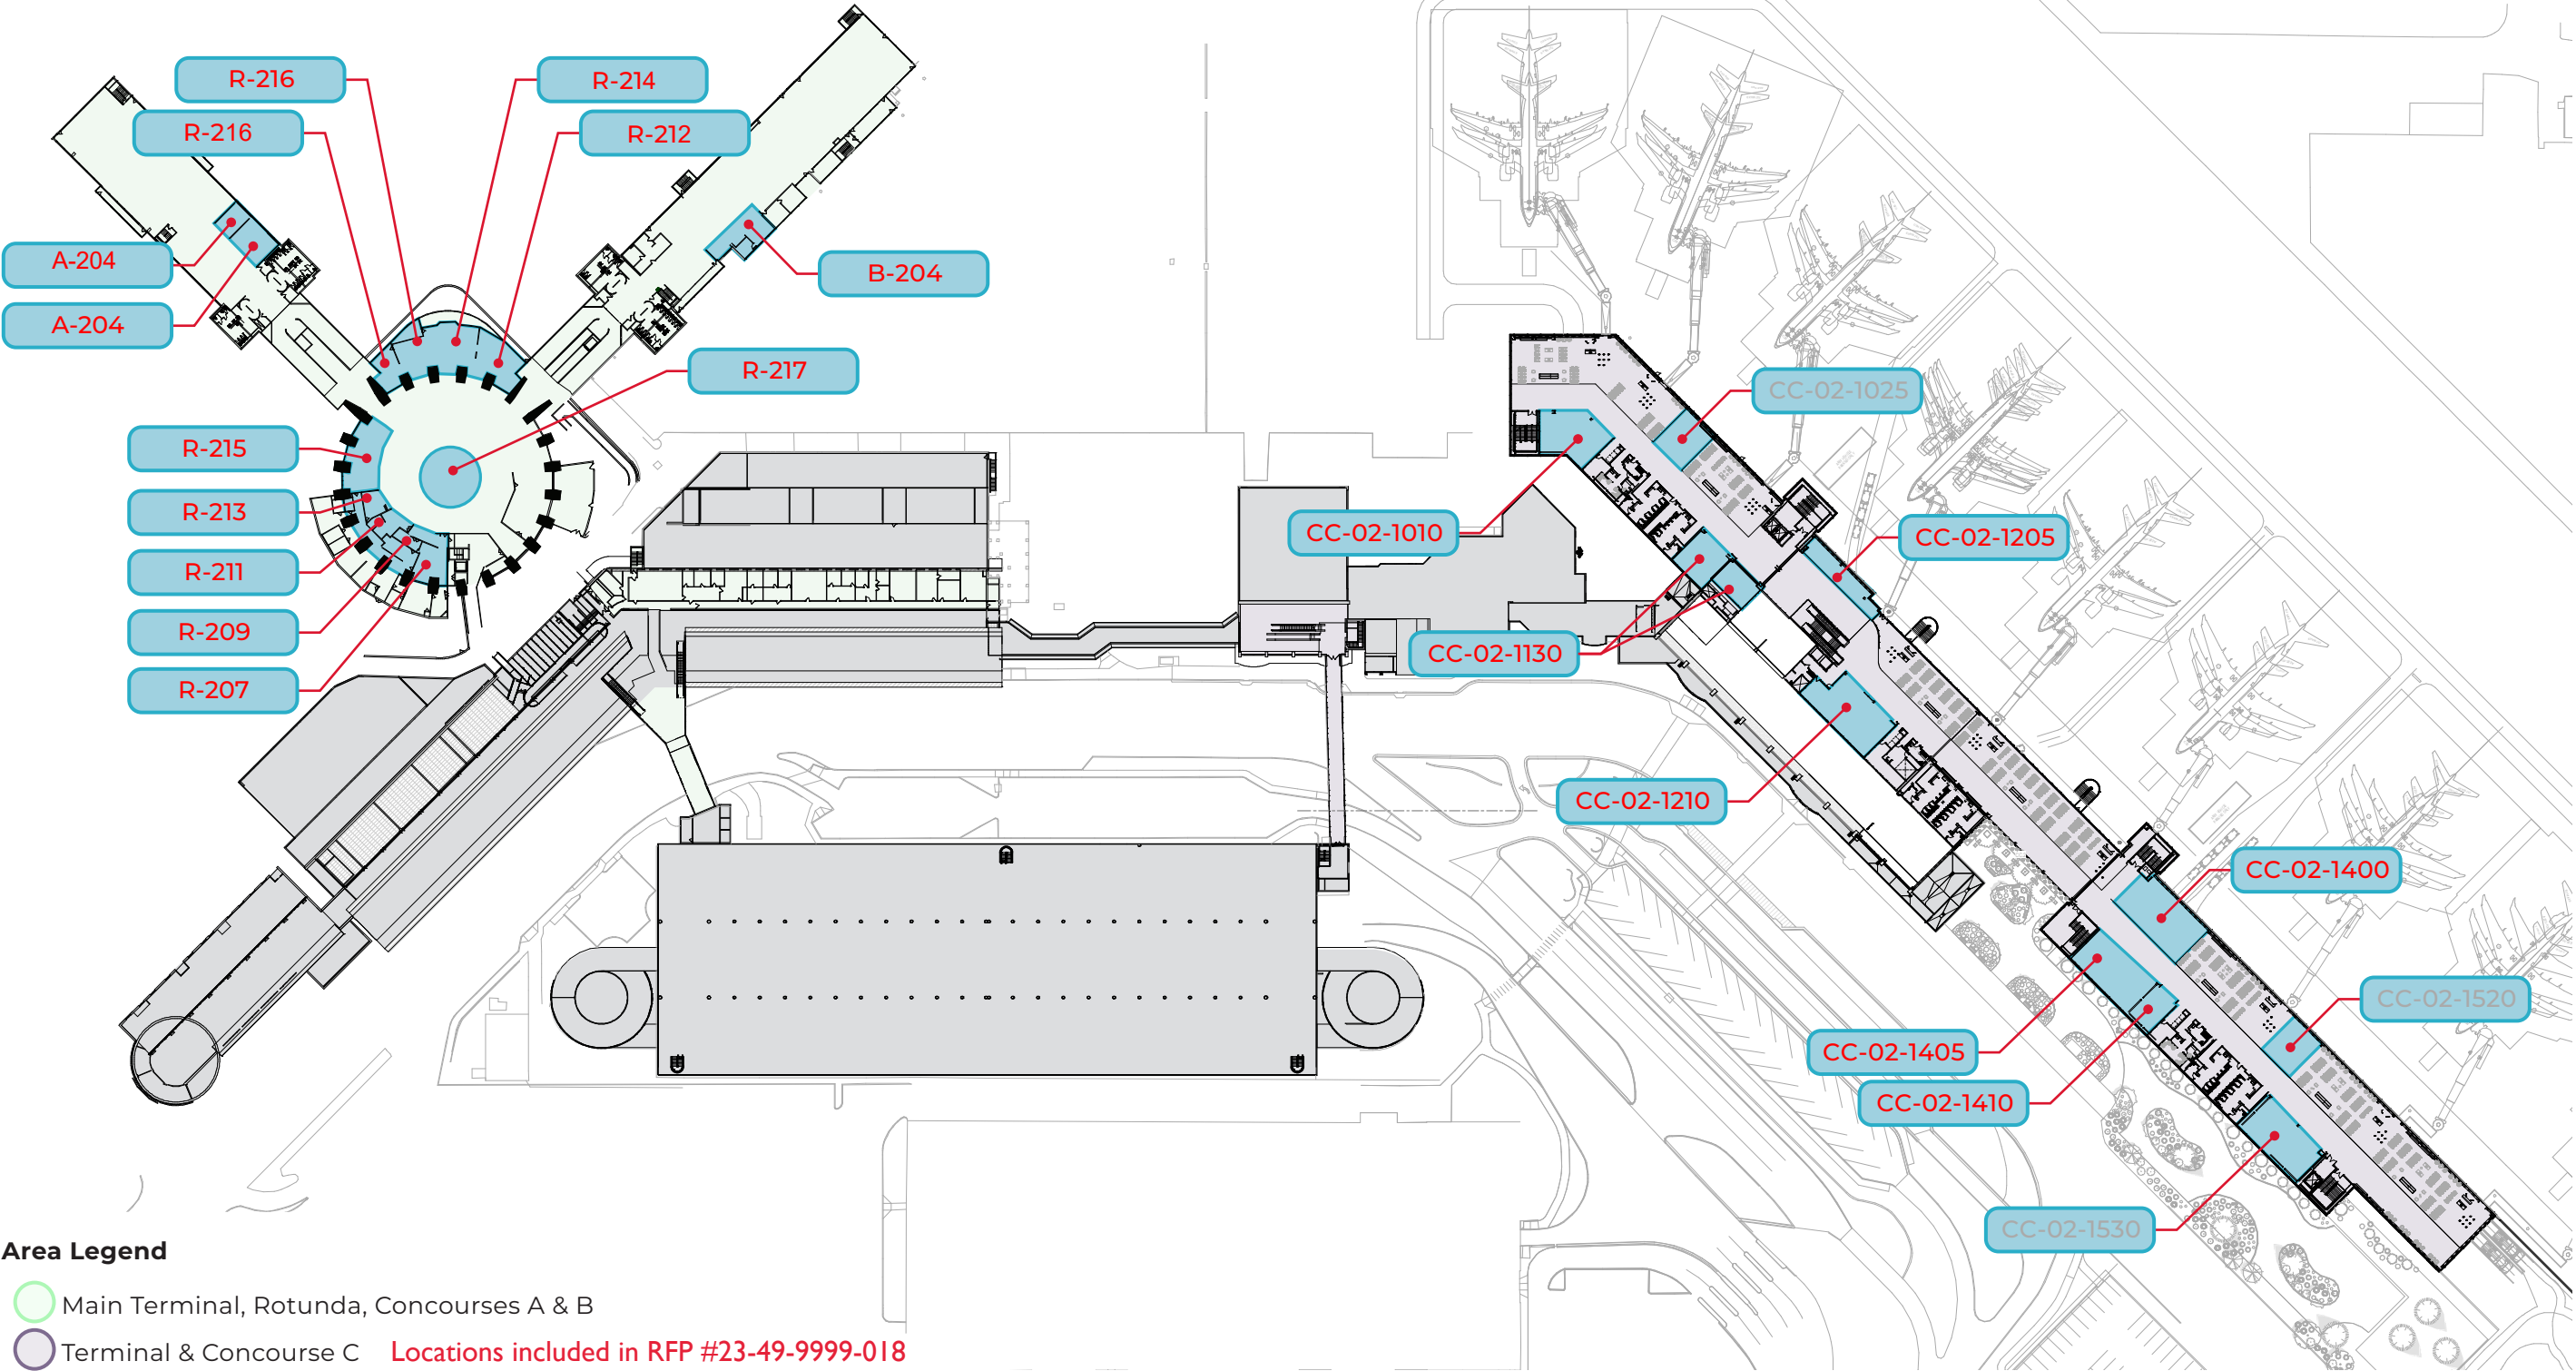 R-216
R-214
R-216
R-212
A-204
B-204
A-204
R-217
CC-02-1025
R-215
R-213
CC-02-1010
CC-02-1205
R-211
R-209
CC-02-1130
R-207
CC-02-1210
CC-02-1400
CC-02-1520
CC-02-1405
CC-02-1410
CC-02-1530
Area Legend
Main Terminal, Rotunda, Concourses A & B
Terminal & Concourse C
Locations included in RFP #23-49-9999-018